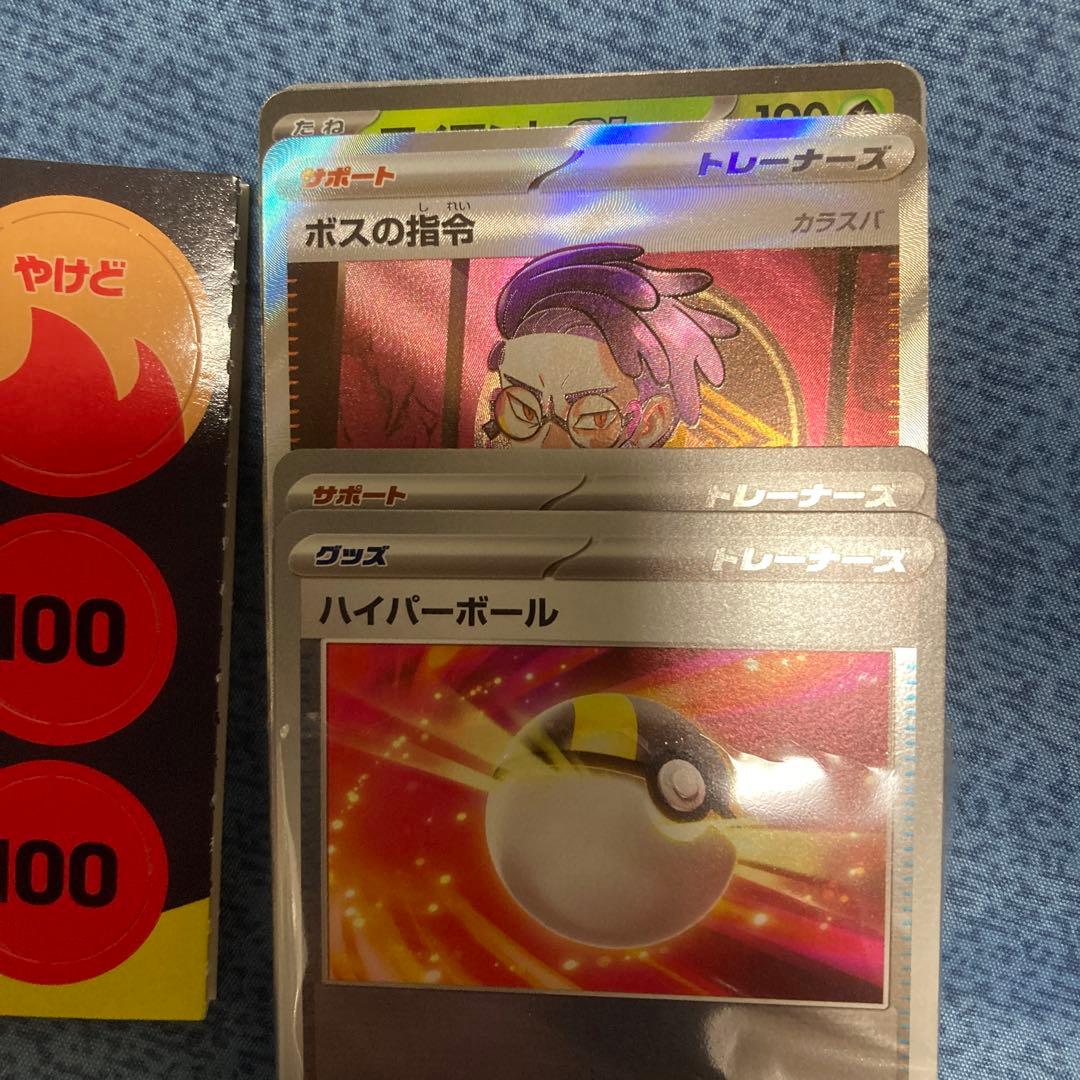 たね
サポート
トレーナーズ
ボスの指令
しれい
カラスバ
サポート
トレーナーズ
グッズ
トレーナーズ
ハイパーボール
やけど
100
100